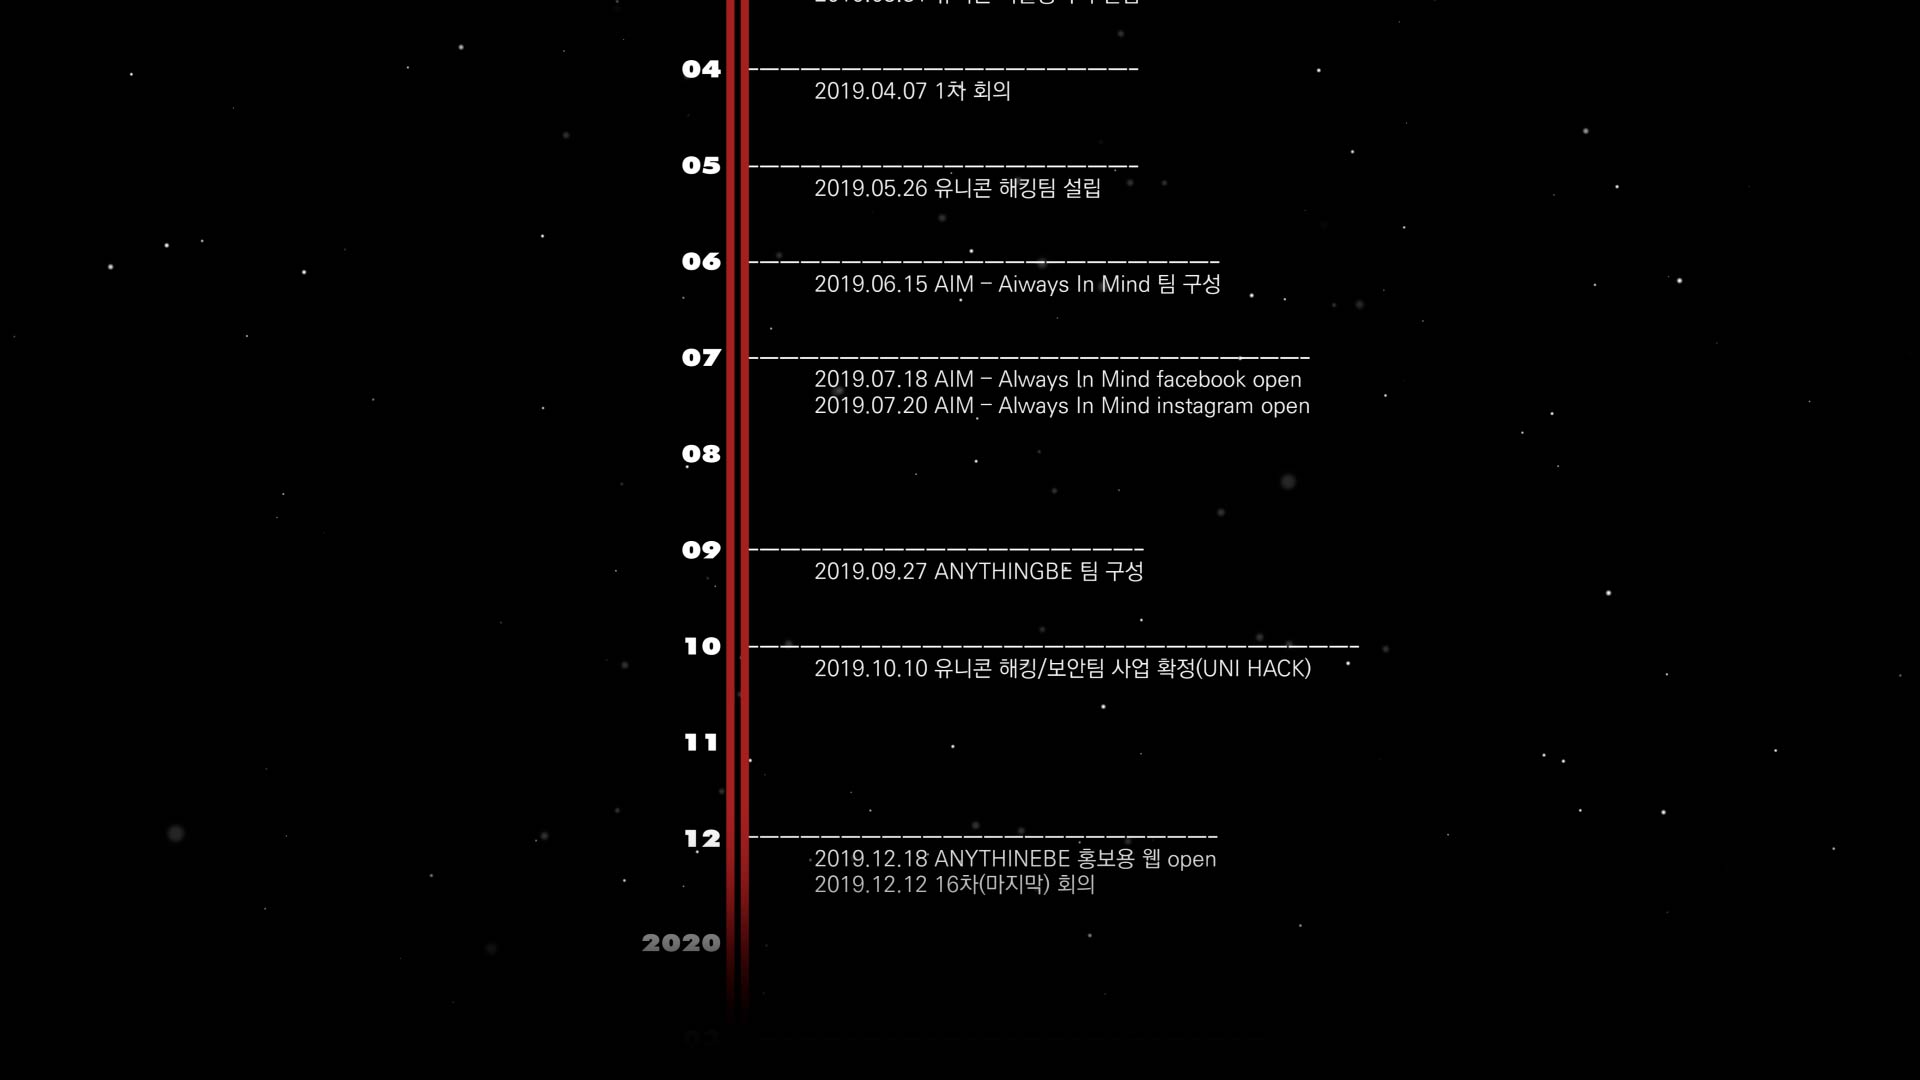 04
2019.04.07 1차 회의
05
2019.05.26 유니콘 해킹팀 설립
06
2019.06.15 AIM – Aiways In Mind 팀 구성
07
2019.07.18 AIM – Always In Mind facebook open
2019.07.20 AIM – Always In Mind instagram open
08
09
2019.09.27 ANYTHINGBE 팀 구성
10
2019.10.10 유니콘 해킹/보안팀 사업 확정(UNI HACK)
11
12
2019.12.18 ANYTHINEBE 홍보용 웹 open
2019.12.12 16차(마지막) 회의
2020